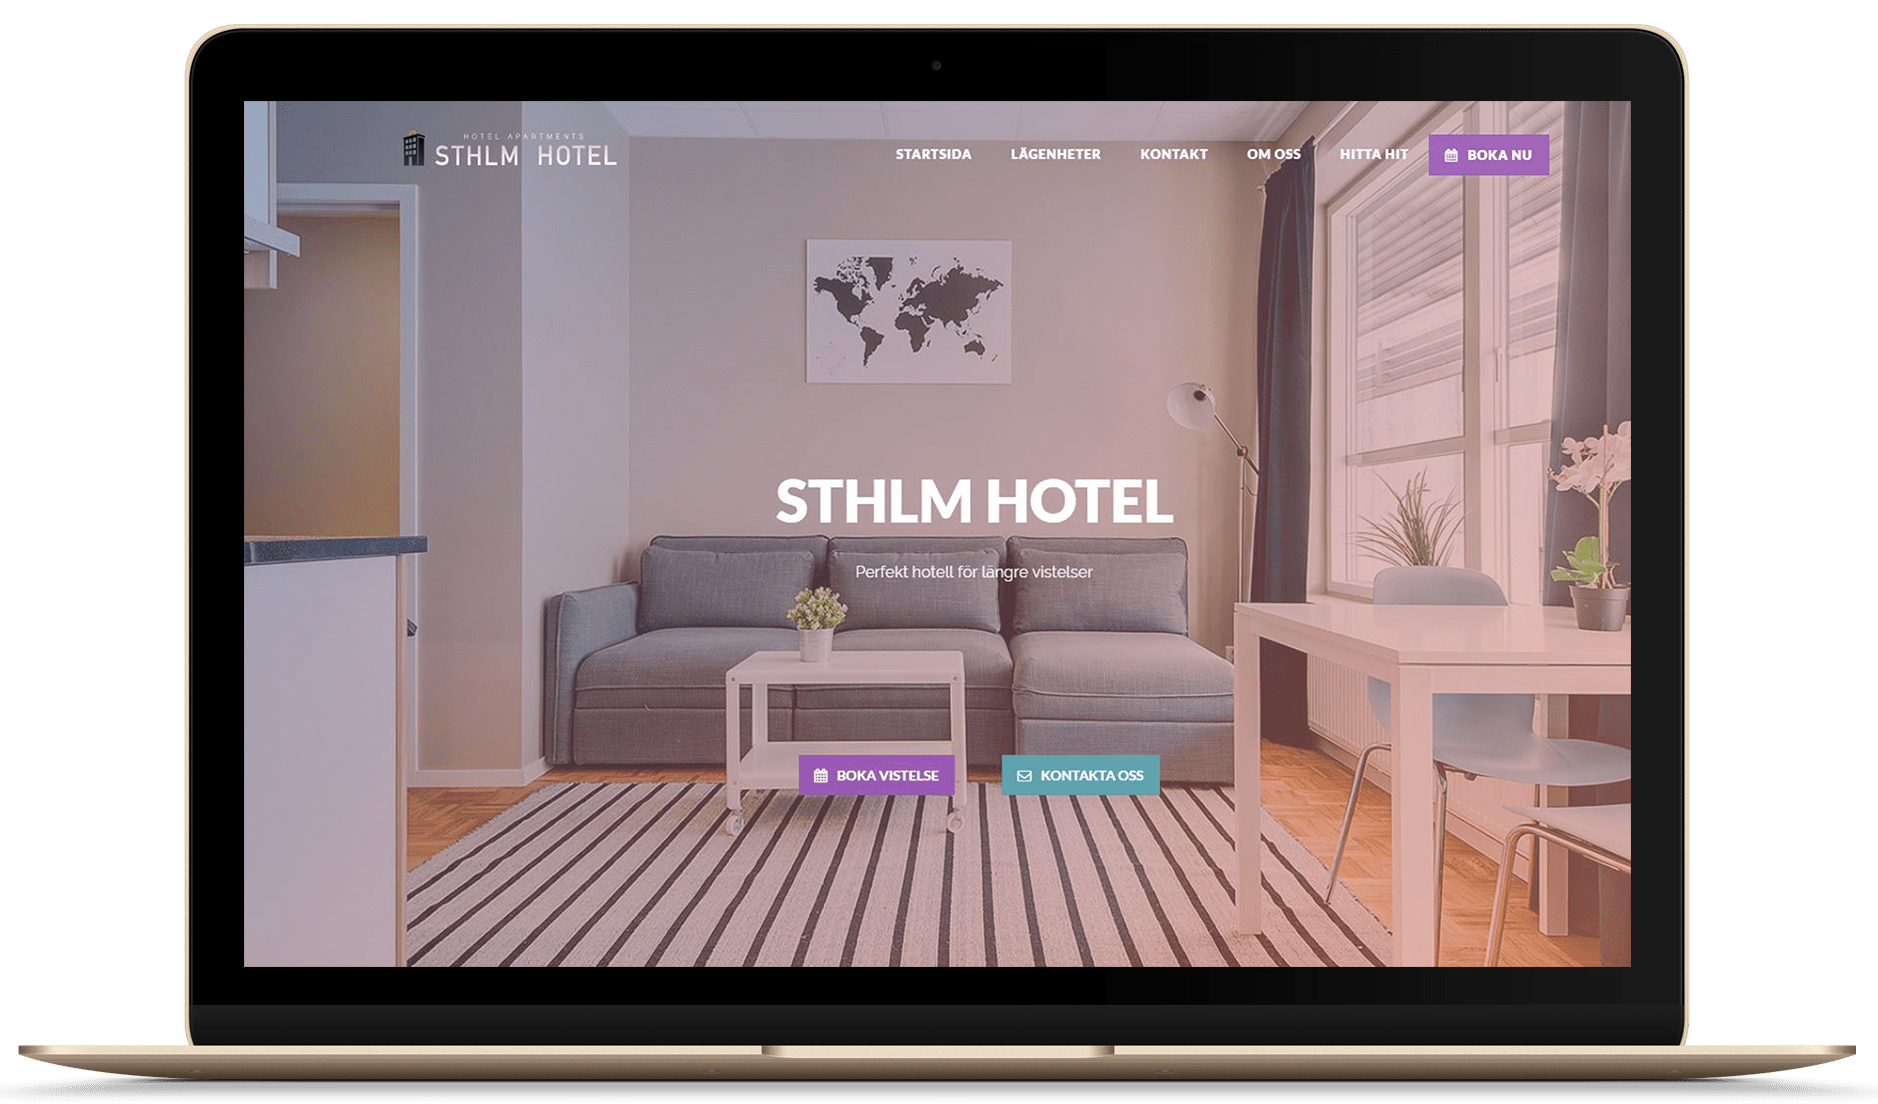 HOTEL APARTMENTS
STHLM HOTEL
STARTSIDA LÄGENHETER KONTAKT OM OSS HITTA HIT BOKA NU
STHLM HOTEL
Perfekt hotell för längre vistelser
BOKA VISTELSE KONTAKTA OSS